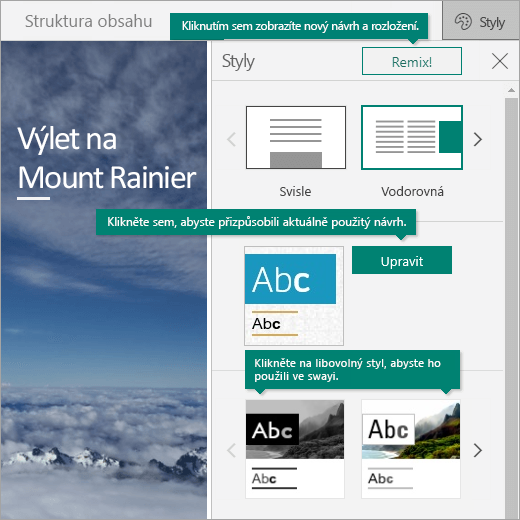 Struktura obsahu
Kliknutím sem zobrazíte nový návrh a rozložení.
Styly
Styly
Remix!
Výlet na
Mount Rainier
Svisle
Vodorovná
Klikněte sem, abyste přizpůsobili aktuálně použitý návrh.
Abc
Abc
Upravit
Klikněte na libovolný styl, abyste ho
použili ve swayi.
Abc
Abc
Abc
Abc